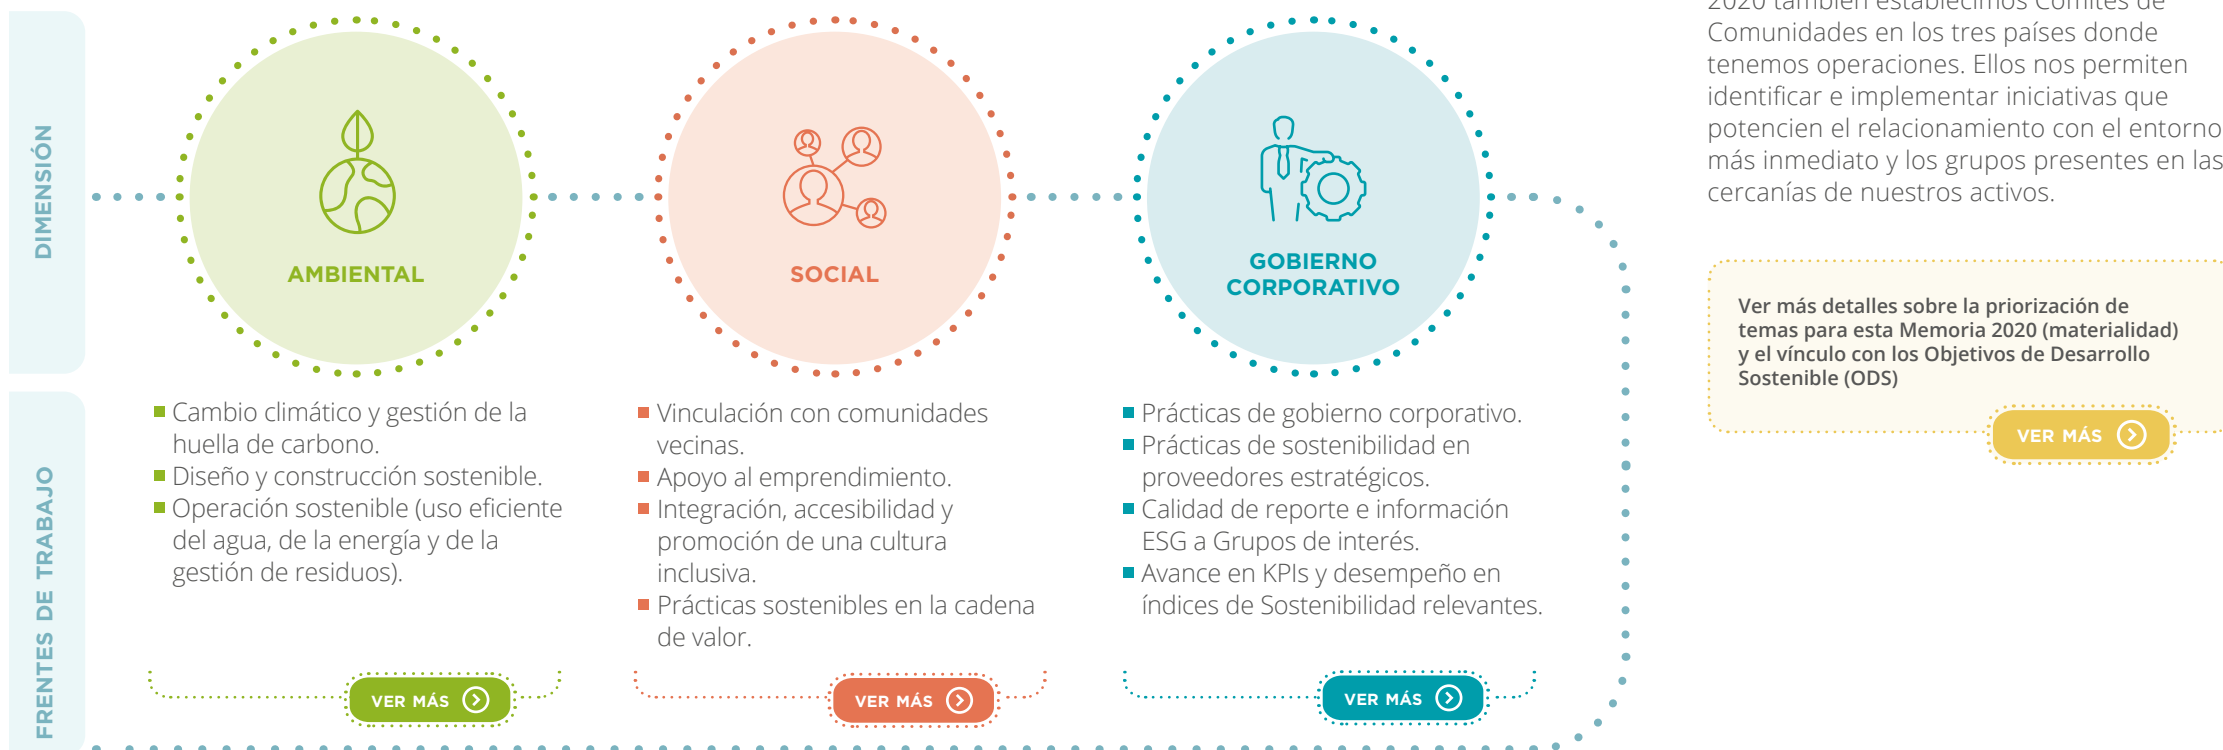 DIMENSIÓN
AMBIENTAL
SOCIAL
GOBIERNO
CORPORATIVO
FRENTES DE TRABAJO
Cambio climático y gestión de la
huella de carbono.
Diseño y construcción sostenible.
Operación sostenible (uso eficiente
del agua, de la energía y de la
gestión de residuos).
VER MÁS
Vinculación con comunidades
vecinas.
Apoyo al emprendimiento.
Integración, accesibilidad y
promoción de una cultura
inclusiva.
Prácticas sostenibles en la cadena
de valor.
VER MÁS
Prácticas de gobierno corporativo.
Prácticas de sostenibilidad en
proveedores estratégicos.
Calidad de reporte e información
ESG a Grupos de interés.
Avance en KPIs y desempeño en
índices de Sostenibilidad relevantes.
VER MÁS
2020 también establecimos Comités de
Comunidades en los tres países donde
tenemos operaciones. Ellos nos permiten
identificar e implementar iniciativas que
potencien el relacionamiento con el entorno
más inmediato y los grupos presentes en las
cercanías de nuestros activos.
Ver más detalles sobre la priorización de
temas para esta Memoria 2020 (materialidad)
y el vínculo con los Objetivos de Desarrollo
Sostenible (ODS)
VER MÁS